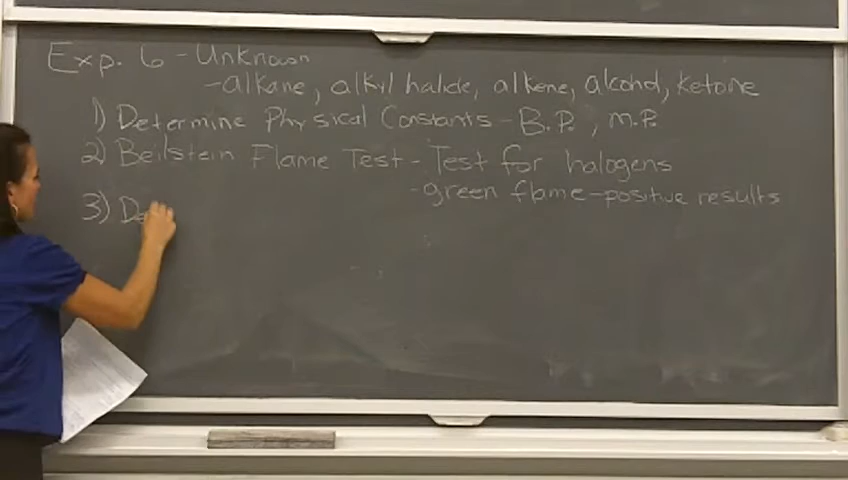 Exp. 6 - Unknown
- alkane, alkyl halide, alkene, alcohol, ketone
1) Determine Physical Constants - B.P., M.P.
2) Beilstein Flame Test - Test for halogens
- green flame - positive results
3) De